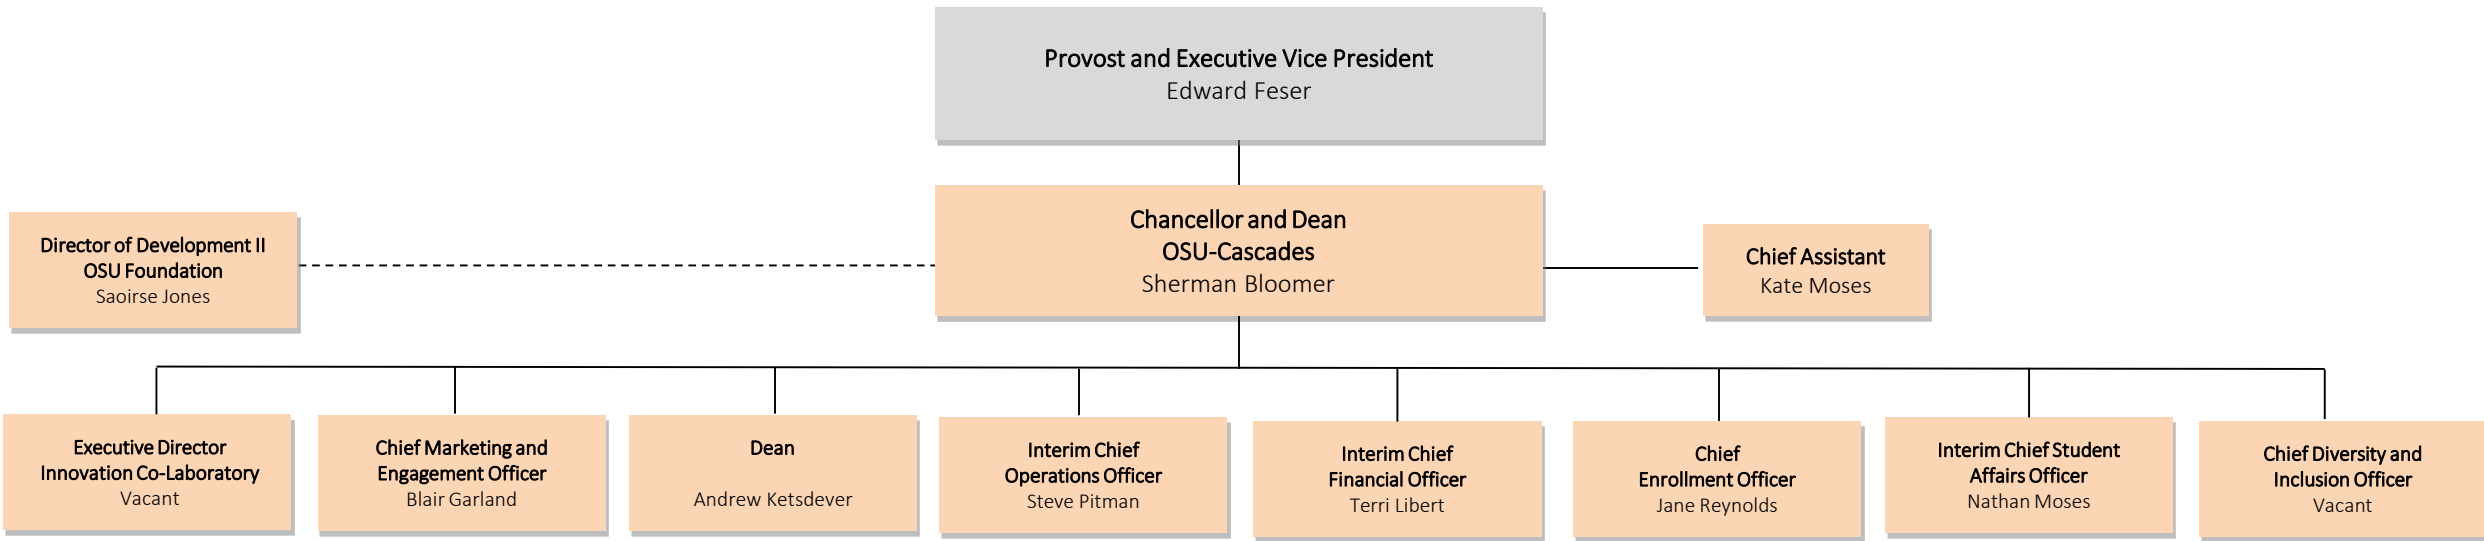 Provost and Executive Vice President
Edward Feser
Chancellor and Dean
OSU-Cascades
Sherman Bloomer
Director of Development II
OSU Foundation
Saoirse Jones
Chief Assistant
Kate Moses
Executive Director
Innovation Co-Laboratory
Vacant
Chief Marketing and
Engagement Officer
Blair Garland
Dean
Andrew Ketsdever
Interim Chief
Operations Officer
Steve Pitman
Interim Chief
Financial Officer
Terri Libert
Chief
Enrollment Officer
Jane Reynolds
Interim Chief Student
Affairs Officer
Nathan Moses
Chief Diversity and
Inclusion Officer
Vacant